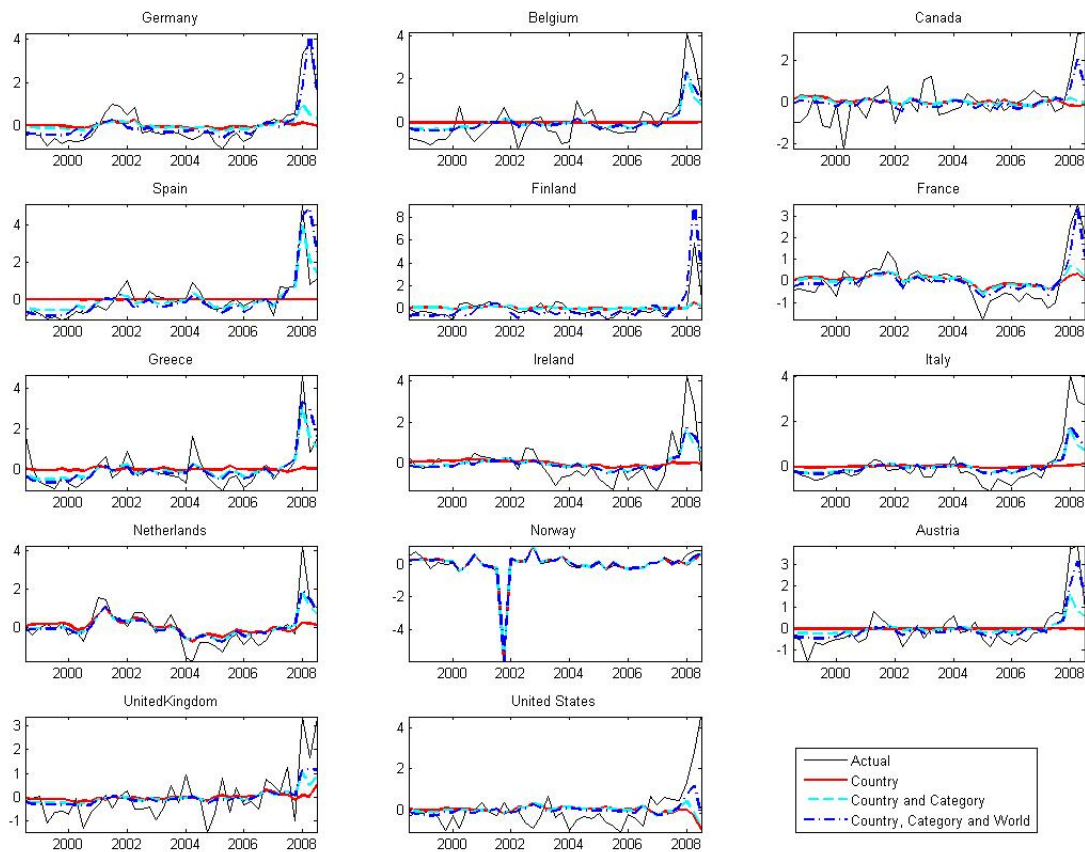 Germany
4
2
0
2000 2002 2004 2006 2008
Belgium
4
2
0
2000 2002 2004 2006 2008
Canada
2
0
-2
2000 2002 2004 2006 2008
Spain
4
2
0
2000 2002 2004 2006 2008
Finland
8
6
4
2
0
2000 2002 2004 2006 2008
France
3
2
1
0
-1
2000 2002 2004 2006 2008
Greece
4
2
0
2000 2002 2004 2006 2008
Ireland
4
2
0
2000 2002 2004 2006 2008
Italy
4
2
0
2000 2002 2004 2006 2008
Netherlands
4
2
0
2000 2002 2004 2006 2008
Norway
0
-2
-4
2000 2002 2004 2006 2008
Austria
3
2
1
0
-1
2000 2002 2004 2006 2008
UnitedKingdom
3
2
1
0
-1
2000 2002 2004 2006 2008
United States
4
2
0
2000 2002 2004 2006 2008
Actual
Country
Country and Category
Country, Category and World